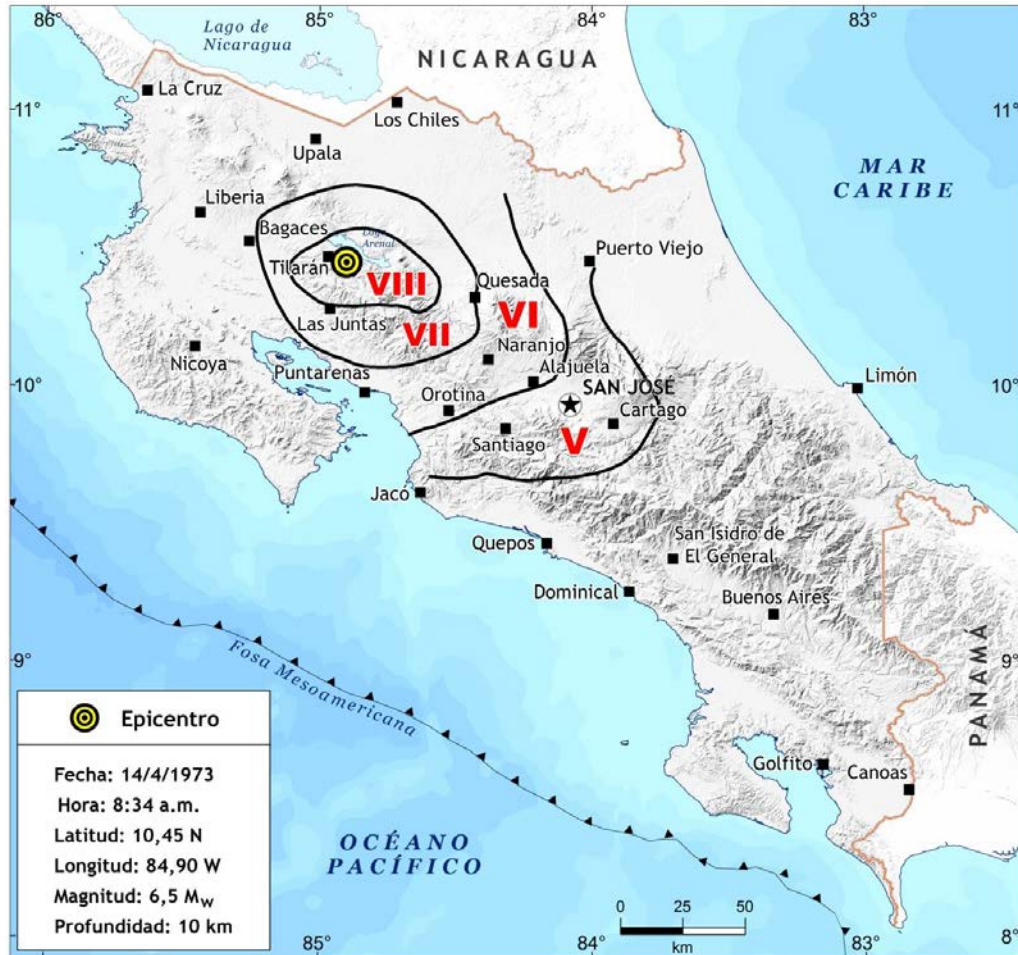 86°
85°
84°
83°
Lago de
Nicaragua
NICARAGUA
La Cruz
11°
11°
Los Chiles
Upala
MAR
CARIBE
Liberia
Bagaces
Lago
Arenal
Puerto Viejo
Tilarán
VIII
Quesada
VI
Las Juntas
VII
Naranjo
Nicoya
Alajuela
10°
Puntarenas
SAN JOSÉ
Limón
10°
Orotina
Cartago
Santiago
V
Jacó
Quepos
San Isidro de
El General
Dominical
Buenos Aires
9°
9°
Fosa Mesoamericana
PANAMÁ
Epicentro
Fecha: 14/4/1973
Hora: 8:34 a.m.
Latitud: 10,45 N
Longitud: 84,90 W
Magnitud: 6,5 Mw
Profundidad: 10 km
Golfito
Canoas
OCÉANO
PACÍFICO
0 25 50
km
85°
84°
83°
8°